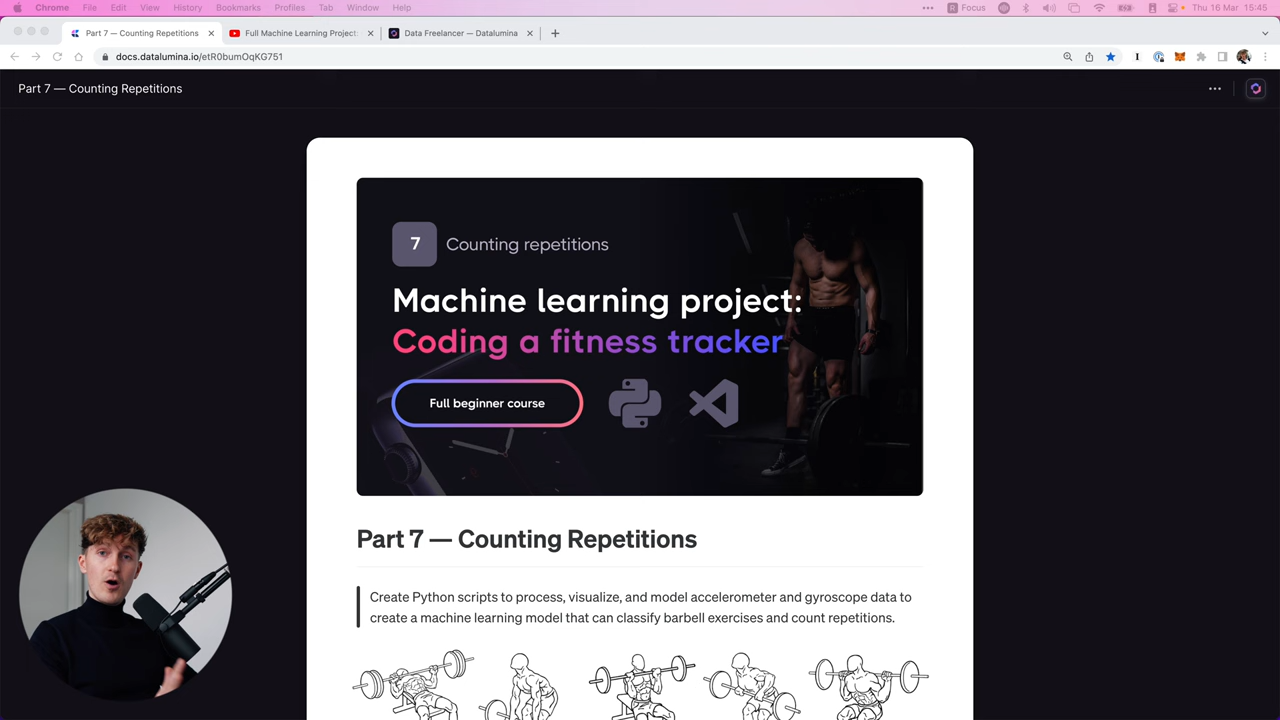 Chrome File Edit View History Bookmarks Profiles Tab Window Help
Focus Thu 16 Mar 15:45
Part 7 — Counting Repetitions
Full Machine Learning Project:
Data Freelancer — Datalumina
docs.datalumina.io/etR0bumOqKG751
Part 7 — Counting Repetitions
7 Counting repetitions
Machine learning project:
Coding a fitness tracker
Full beginner course
Part 7 — Counting Repetitions
Create Python scripts to process, visualize, and model accelerometer and gyroscope data to
create a machine learning model that can classify barbell exercises and count repetitions.